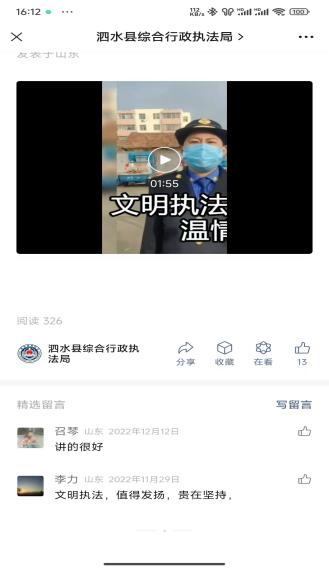 16:12
112 KB/s
100
泗水县综合行政执法局
发表于山东
01:55
文明执法
温情
阅读 326
泗水县综合行政执法局
分享
收藏
在看
13
精选留言
写留言
召琴 山东 2022年12月12日
讲的很好
李力 山东 2022年11月29日
文明执法，值得发扬，贵在坚持，